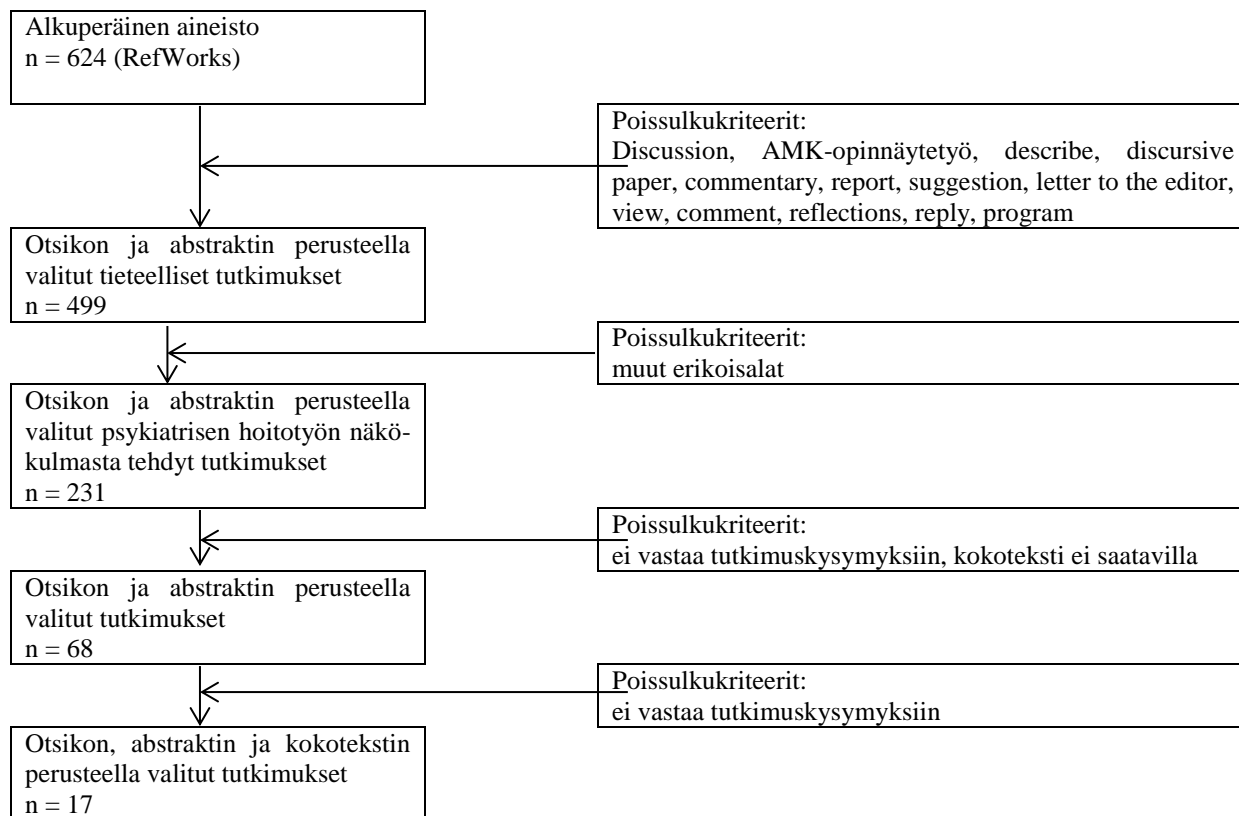 Alkuperäinen aineisto
n = 624 (RefWorks)
Poissulkukriteerit:
Discussion, AMK-opinnäytetyö, describe, discursive
paper, commentary, report, suggestion, letter to the editor,
view, comment, reflections, reply, program
Otsikon ja abstraktin perusteella
valitut tieteelliset tutkimukset
n = 499
Poissulkukriteerit:
muut erikoisalat
Otsikon ja abstraktin perusteella
valitut psykiatrisen hoitotyön näkö-
kulmasta tehdyt tutkimukset
n = 231
Poissulkukriteerit:
ei vastaa tutkimuskysymyksiin, kokoteksti ei saatavilla
Otsikon ja abstraktin perusteella
valitut tutkimukset
n = 68
Poissulkukriteerit:
ei vastaa tutkimuskysymyksiin
Otsikon, abstraktin ja kokotekstin
perusteella valitut tutkimukset
n = 17